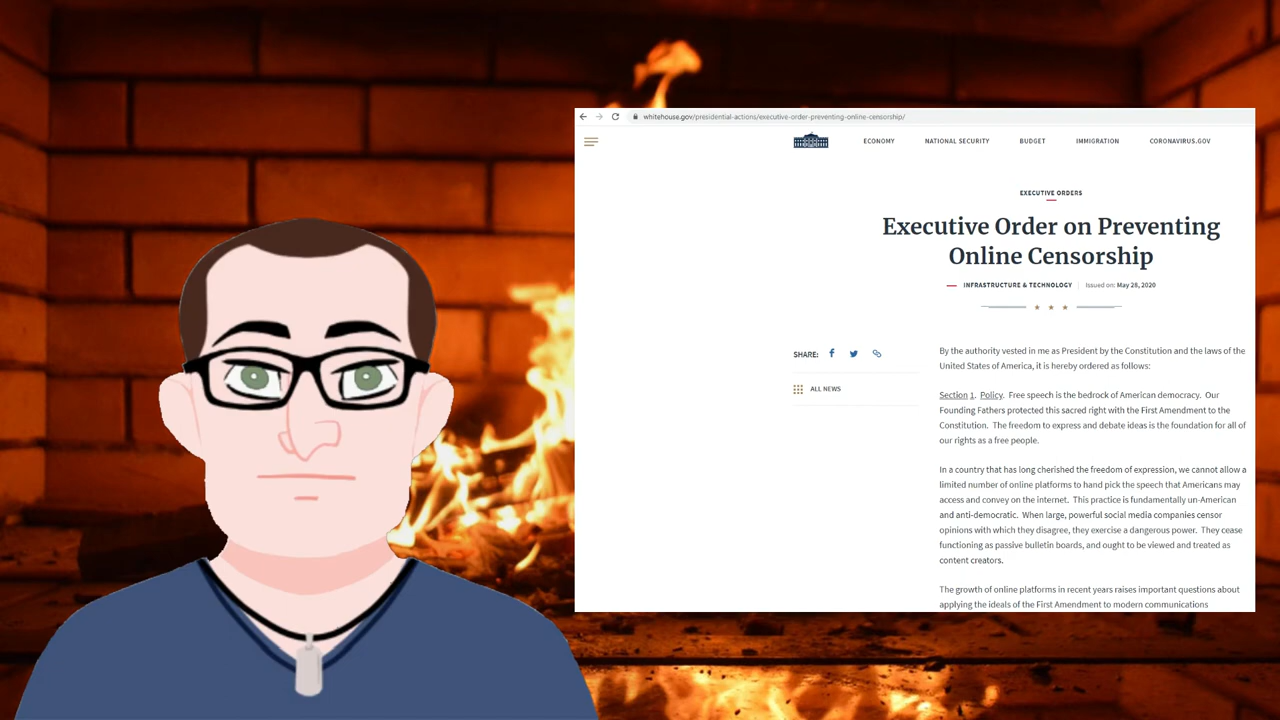 whitehouse.gov/presidential-actions/executive-order-preventing-online-censorship/
ECONOMY NATIONAL SECURITY BUDGET IMMIGRATION CORONAVIRUS.GOV
EXECUTIVE ORDERS
Executive Order on Preventing
Online Censorship
INFRASTRUCTURE & TECHNOLOGY Issued on: May 28, 2020
SHARE:
ALL NEWS
By the authority vested in me as President by the Constitution and the laws of the
United States of America, it is hereby ordered as follows:
Section 1. Policy. Free speech is the bedrock of American democracy. Our
Founding Fathers protected this sacred right with the First Amendment to the
Constitution. The freedom to express and debate ideas is the foundation for all of
our rights as a free people.
In a country that has long cherished the freedom of expression, we cannot allow a
limited number of online platforms to hand pick the speech that Americans may
access and convey on the internet. This practice is fundamentally un-American
and anti-democratic. When large, powerful social media companies censor
opinions with which they disagree, they exercise a dangerous power. They cease
functioning as passive bulletin boards, and ought to be viewed and treated as
content creators.
The growth of online platforms in recent years raises important questions about
applying the ideals of the First Amendment to modern communications